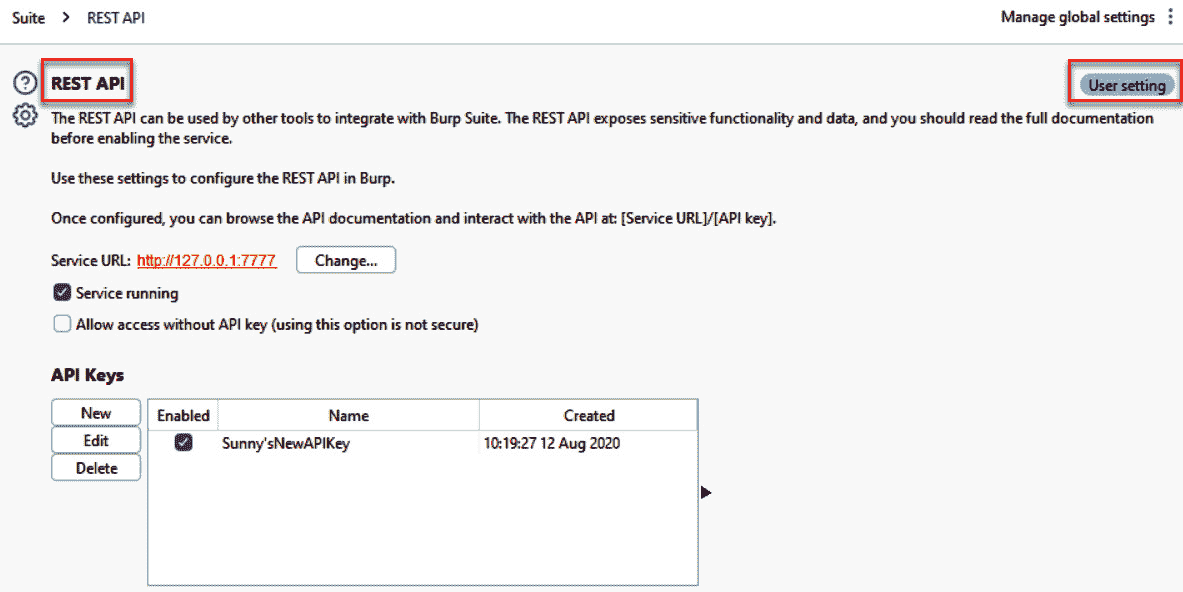 Suite > REST API
Manage global settings
REST API
User setting
The REST API can be used by other tools to integrate with Burp Suite. The REST API exposes sensitive functionality and data, and you should read the full documentation
before enabling the service.
Use these settings to configure the REST API in Burp.
Once configured, you can browse the API documentation and interact with the API at: [Service URL]/[API key].
Service URL: http://127.0.0.1:7777 Change...
Service running
Allow access without API key (using this option is not secure)
API Keys
New
Edit
Delete
Enabled Name Created
Sunny'sNewAPIKey 10:19:27 12 Aug 2020